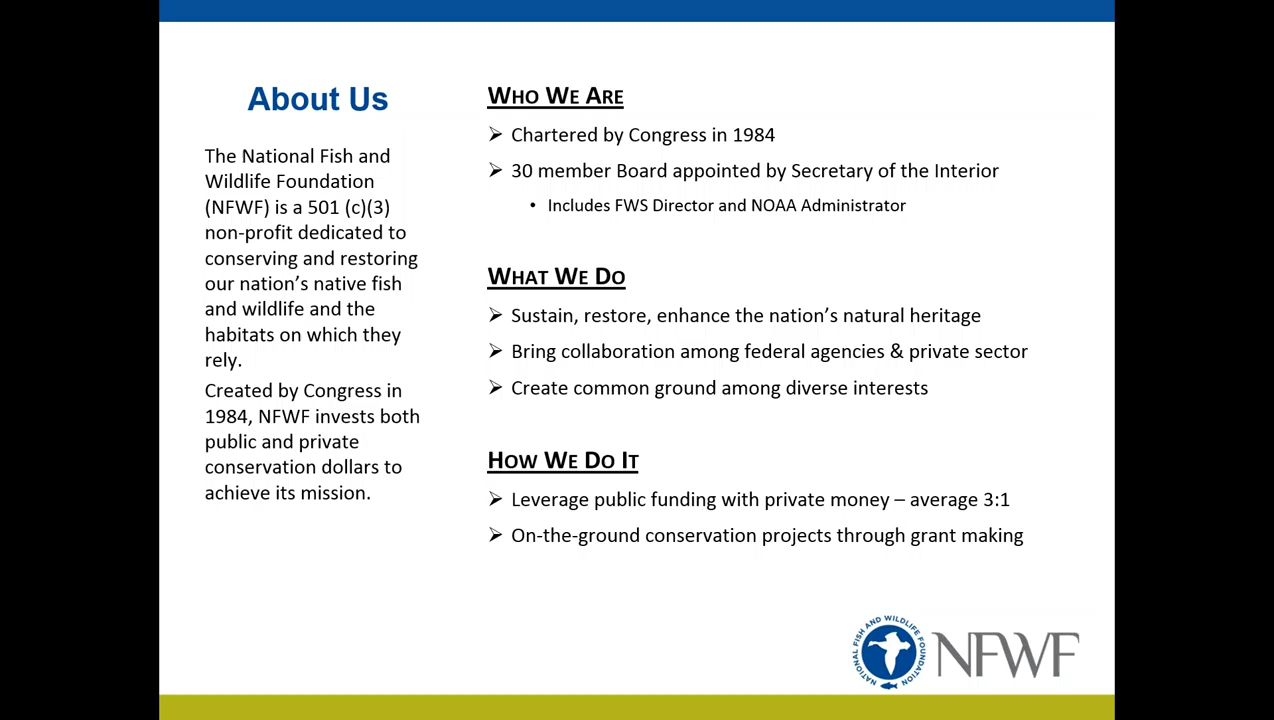 About Us
The National Fish and
Wildlife Foundation
(NFWF) is a 501 (c)(3)
non-profit dedicated to
conserving and restoring
our nation’s native fish
and wildlife and the
habitats on which they
rely.
Created by Congress in
1984, NFWF invests both
public and private
conservation dollars to
achieve its mission.
WHO WE ARE
➢ Chartered by Congress in 1984
➢ 30 member Board appointed by Secretary of the Interior
• Includes FWS Director and NOAA Administrator
WHAT WE DO
➢ Sustain, restore, enhance the nation’s natural heritage
➢ Bring collaboration among federal agencies & private sector
➢ Create common ground among diverse interests
HOW WE DO IT
➢ Leverage public funding with private money – average 3:1
➢ On-the-ground conservation projects through grant making
NATIONAL FISH AND WILDLIFE FOUNDATION
NFWF